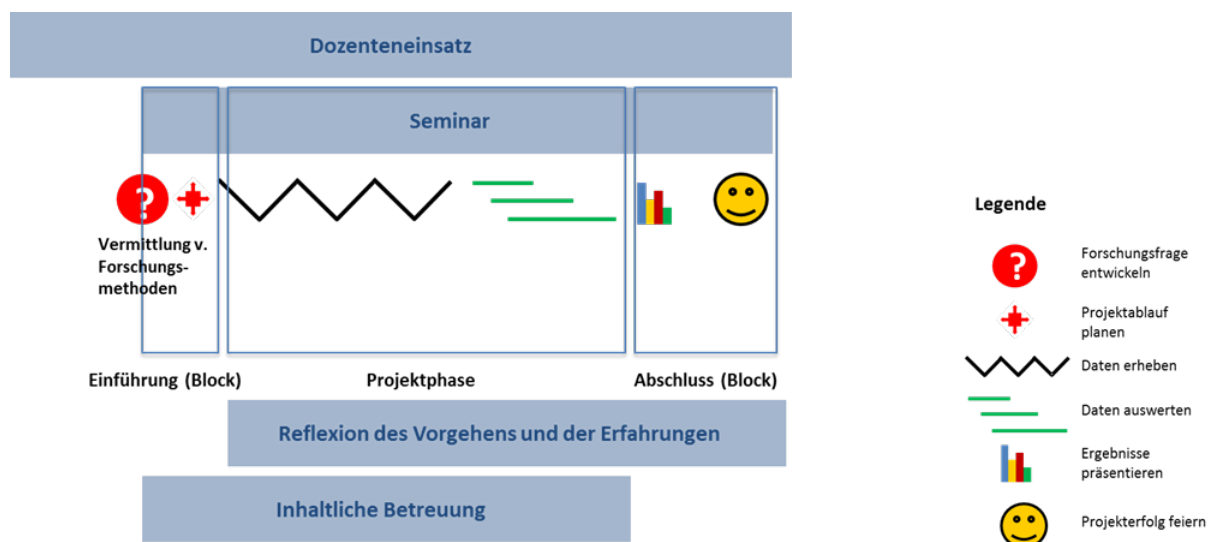 Dozenteneinsatz
Seminar
?
Vermittlung v.
Forschungs-
methoden
Einführung (Block)
Projektphase
Abschluss (Block)
Reflexion des Vorgehens und der Erfahrungen
Inhaltliche Betreuung
Legende
?
Forschungsfrage
entwickeln
Projektablauf
planen
Daten erheben
Daten auswerten
Ergebnisse
präsentieren
Projekterfolg feiern